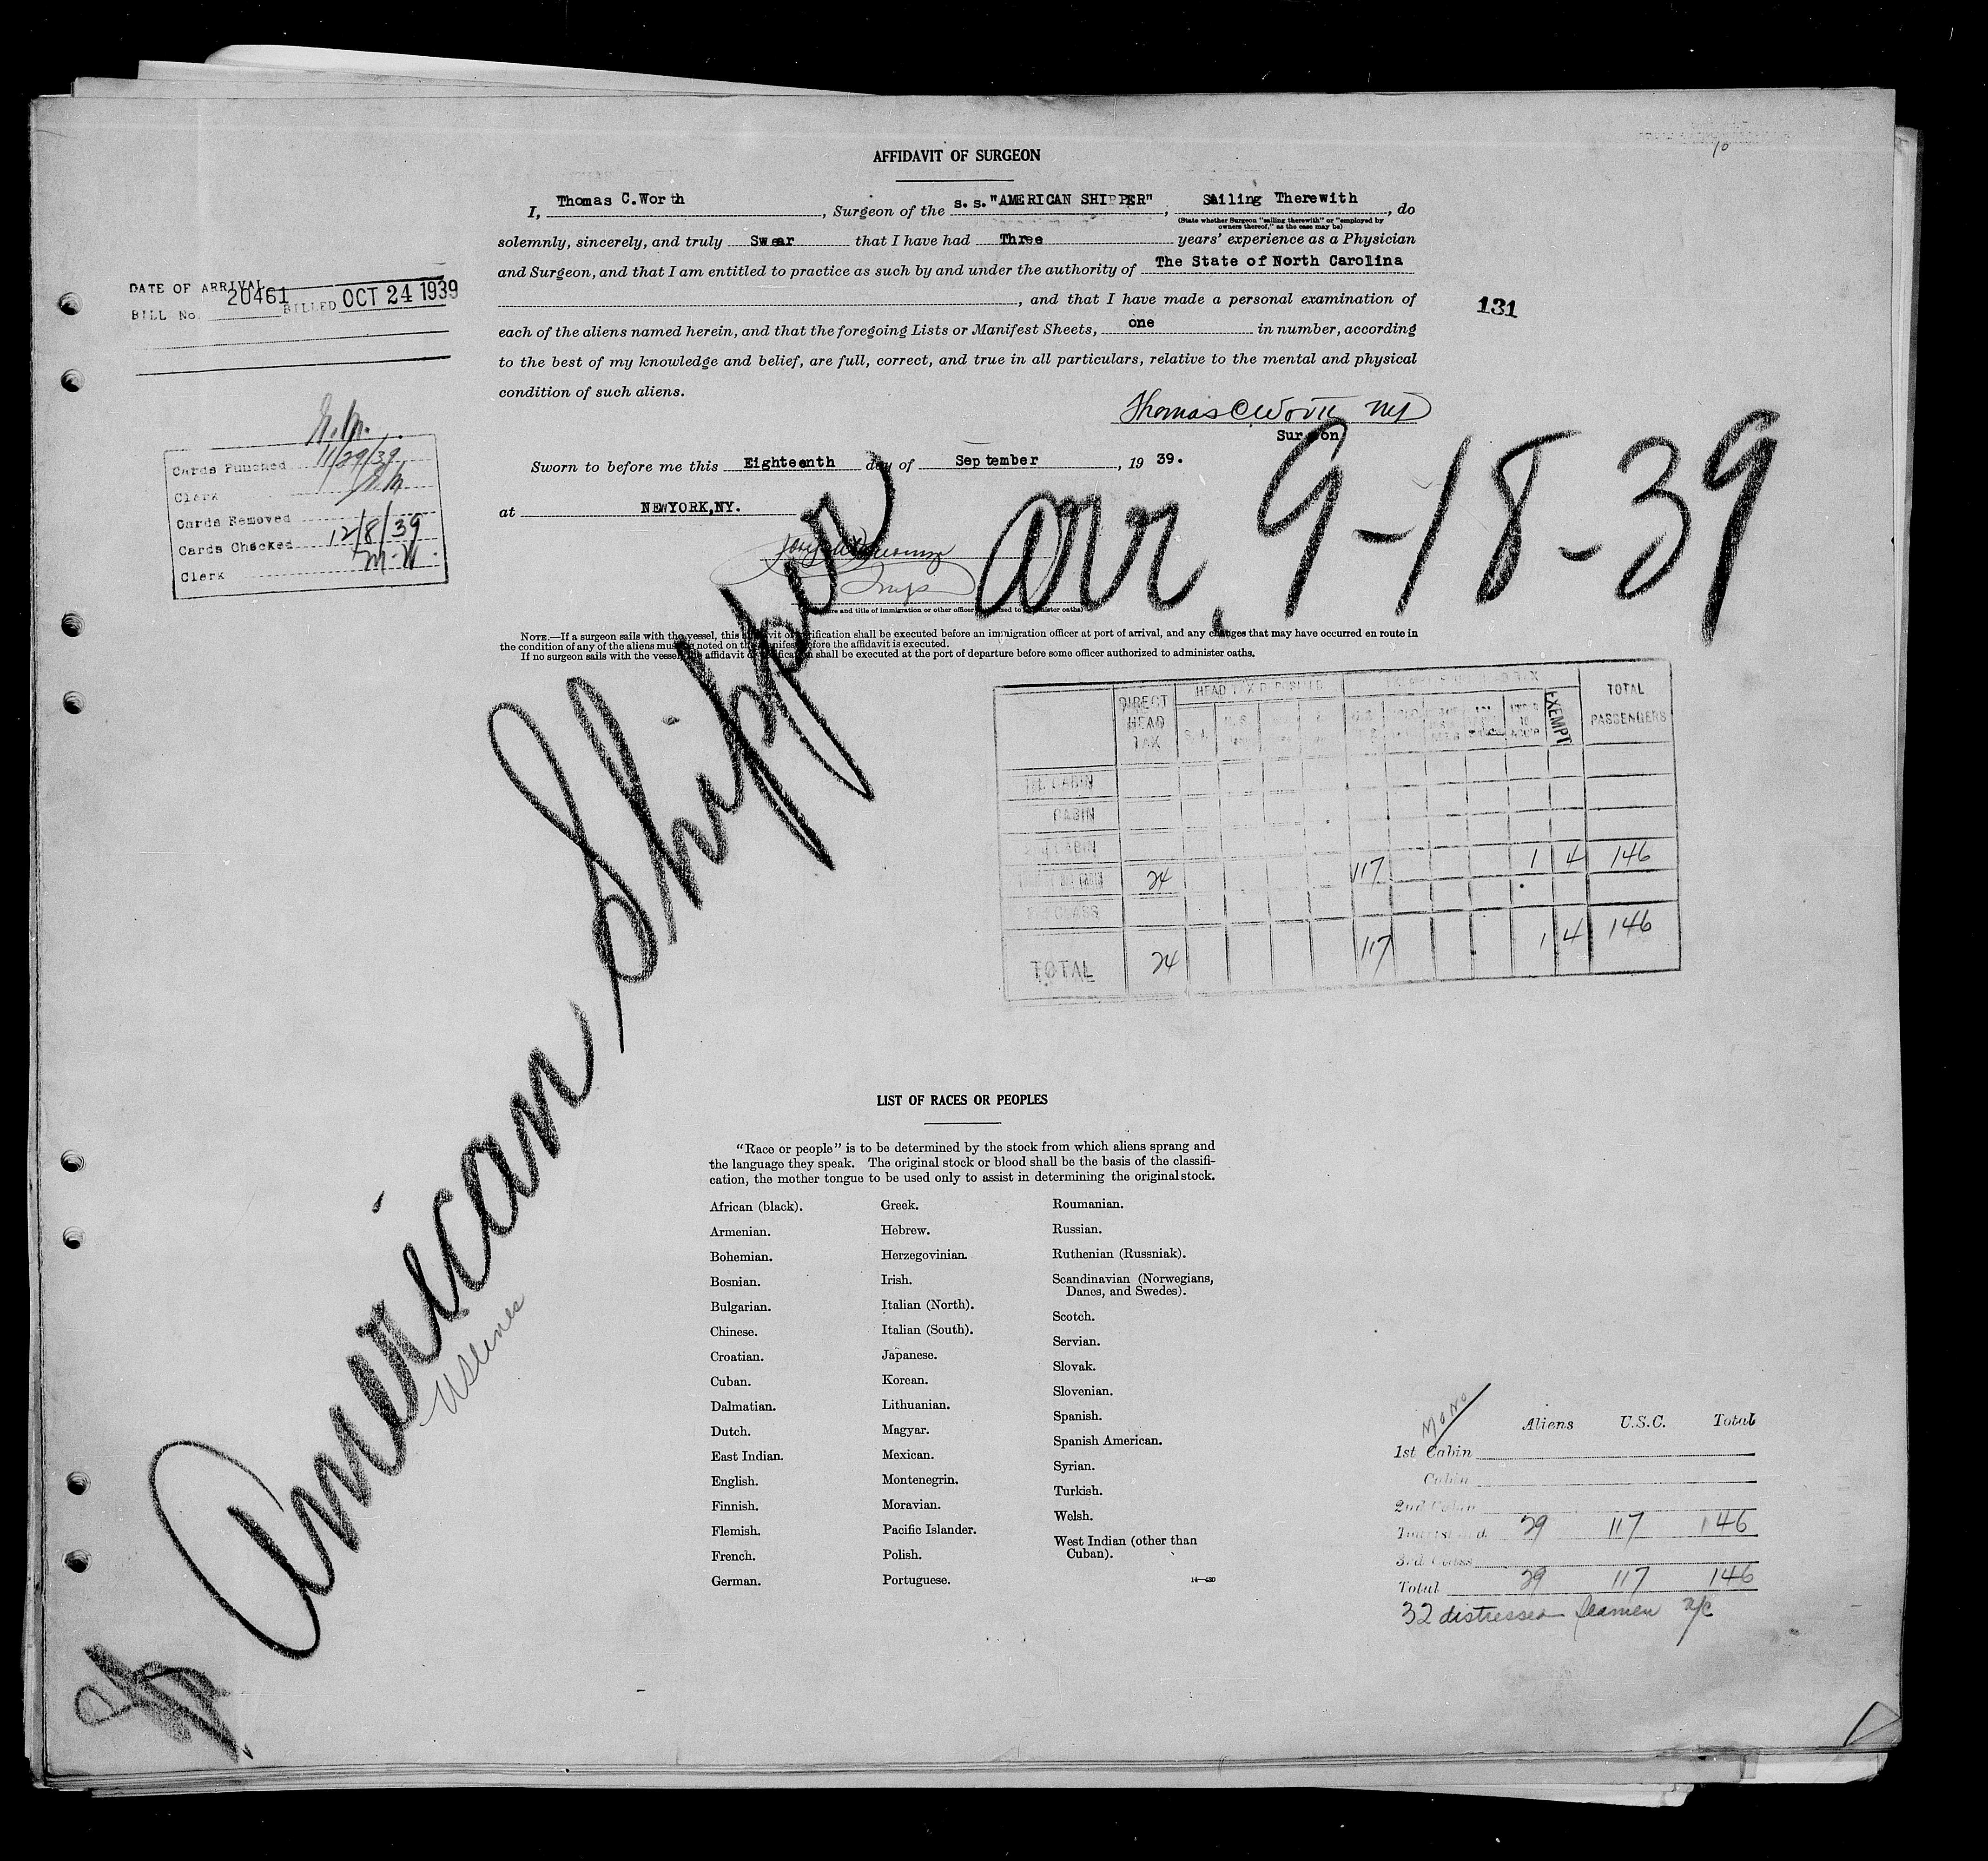 10
AFFIDAVIT OF SURGEON
I, Thomas C.Worth, Surgeon of the s.s."AMERICAN SHIPPER", Sailing Therewith, do
(State whether Surgeon "sailing therewith" or "employed by
owners thereof," as the case may be)
solemnly, sincerely, and truly Swear that I have had Three years' experience as a Physician
and Surgeon, and that I am entitled to practice as such by and under the authority of The State of North Carolina
, and that I have made a personal examination of
each of the aliens named herein, and that the foregoing Lists or Manifest Sheets, one in number, according
to the best of my knowledge and belief, are full, correct, and true in all particulars, relative to the mental and physical
condition of such aliens.
DATE OF ARRIVAL
BILL No. 20461 BILLED OCT 24 1939
131
Thomas C Worth MD
Surgeon
Sworn to before me this Eighteenth day of September, 19 39.
at NEWYORK,NY.
Cards Punched 11/29/39
Clerk
Cards Removed
Cards Checked 12/8/39
Clerk M.W.
arr. 9-18-39
American Shipper
US Lines
NOTE.—If a surgeon sails with the vessel, this affidavit or verification shall be executed before an immigration officer at port of arrival, and any changes that may have occurred en route in
the condition of any of the aliens must be noted on the manifest before the affidavit is executed.
If no surgeon sails with the vessel, the affidavit or verification shall be executed at the port of departure before some officer authorized to administer oaths.
DIRECT HEAD TAX
HEAD TAX DEPOSITED
EXEMPT
TOTAL PASSENGERS
1st CABIN
CABIN
2nd CABIN
24 117 1 4 146
3rd CLASS
TOTAL 24 117 1 4 146
LIST OF RACES OR PEOPLES
"Race or people" is to be determined by the stock from which aliens sprang and
the language they speak. The original stock or blood shall be the basis of the classifi-
cation, the mother tongue to be used only to assist in determining the original stock.
African (black).
Armenian.
Bohemian.
Bosnian.
Bulgarian.
Chinese.
Croatian.
Cuban.
Dalmatian.
Dutch.
East Indian.
English.
Finnish.
Flemish.
French.
German.
Greek.
Hebrew.
Herzegovinian.
Irish.
Italian (North).
Italian (South).
Japanese.
Korean.
Lithuanian.
Magyar.
Mexican.
Montenegrin.
Moravian.
Pacific Islander.
Polish.
Portuguese.
Roumanian.
Russian.
Ruthenian (Russniak).
Scandinavian (Norwegians,
Danes, and Swedes).
Scotch.
Servian.
Slovak.
Slovenian.
Spanish.
Spanish American.
Syrian.
Turkish.
Welsh.
West Indian (other than
Cuban).
Aliens U.S.C. Total
1st Cabin
Cabin
2nd Cabin
Tourist 29 117 146
3rd Class
Total 29 117 146
32 distressed seamen